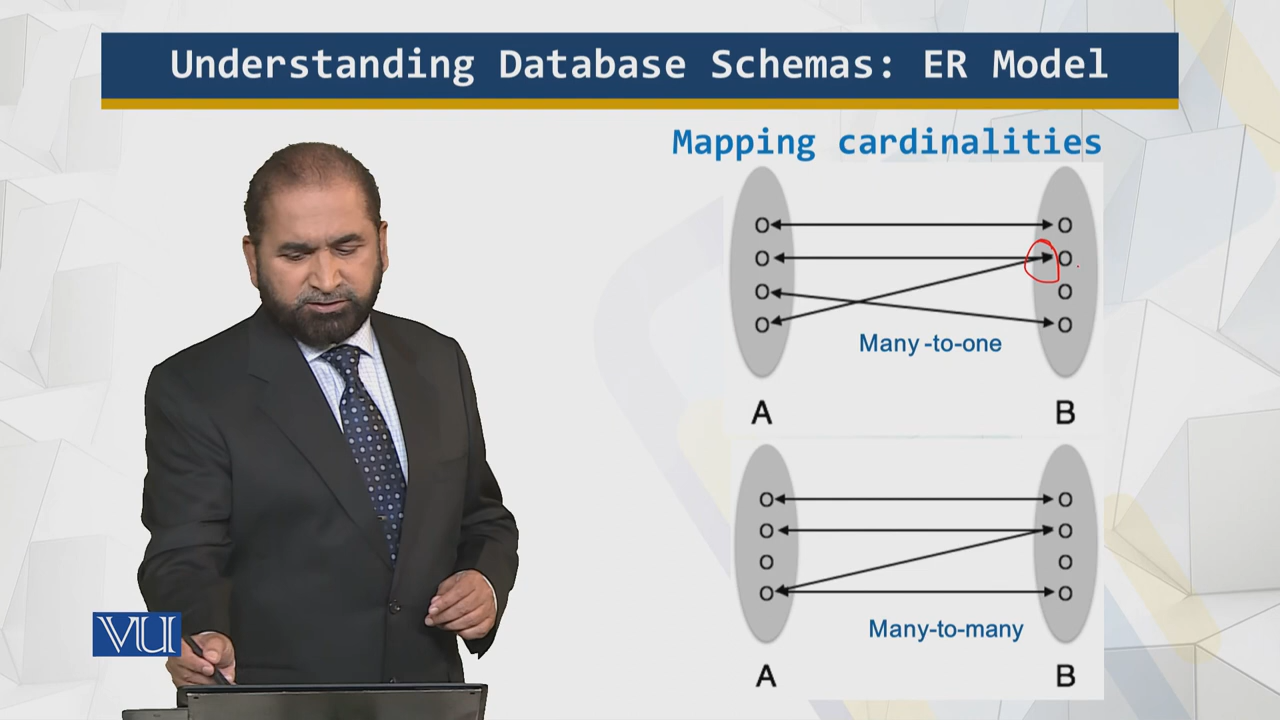 Understanding Database Schemas: ER Model
Mapping cardinalities
Many -to-one
A B
Many-to-many
A B
VU